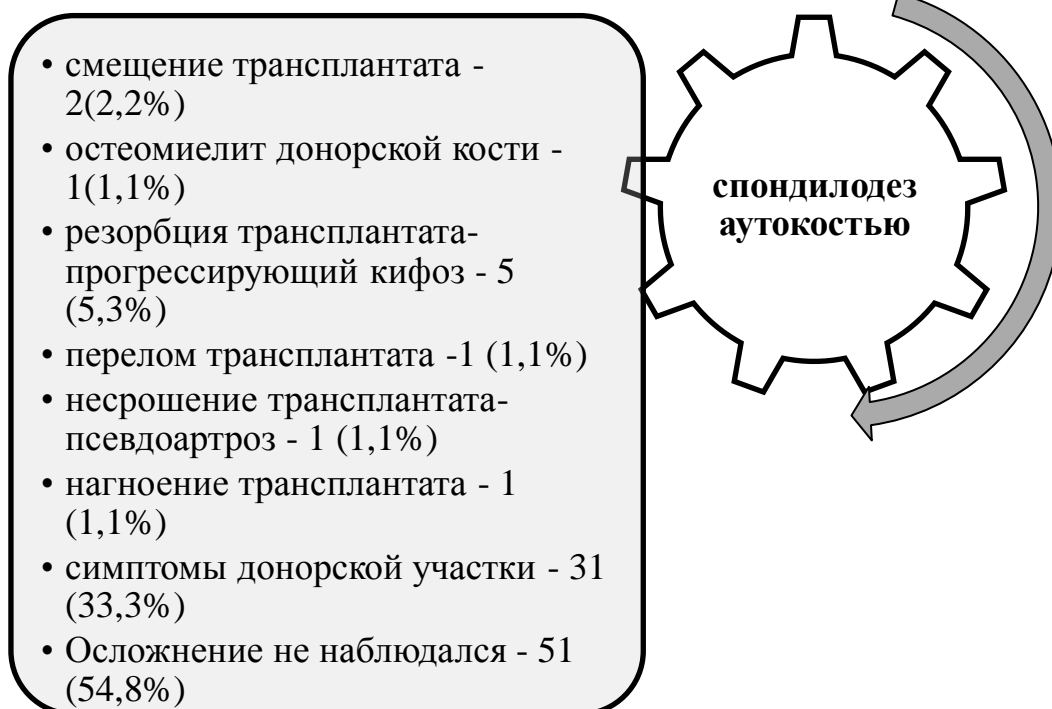 • смещение трансплантата -
2(2,2%)
• остеомиелит донорской кости -
1(1,1%)
• резорбция трансплантата-
прогрессирующий кифоз - 5
(5,3%)
• перелом трансплантата -1 (1,1%)
• несрошение трансплантата-
псевдоартроз - 1 (1,1%)
• нагноение трансплантата - 1
(1,1%)
• симптомы донорской участки - 31
(33,3%)
• Осложнение не наблюдался - 51
(54,8%)
спондилодез
аутокостью